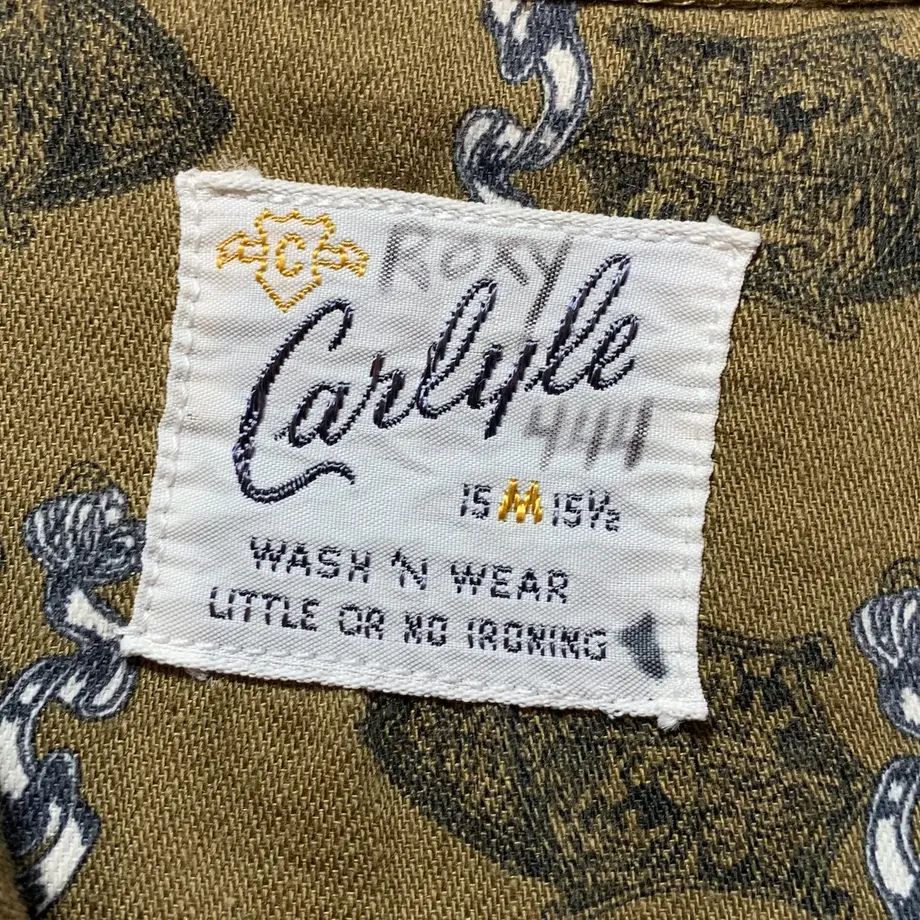 C ROXY
Carlyle
444
15 M 15½
WASH 'N WEAR
LITTLE OR NO IRONING